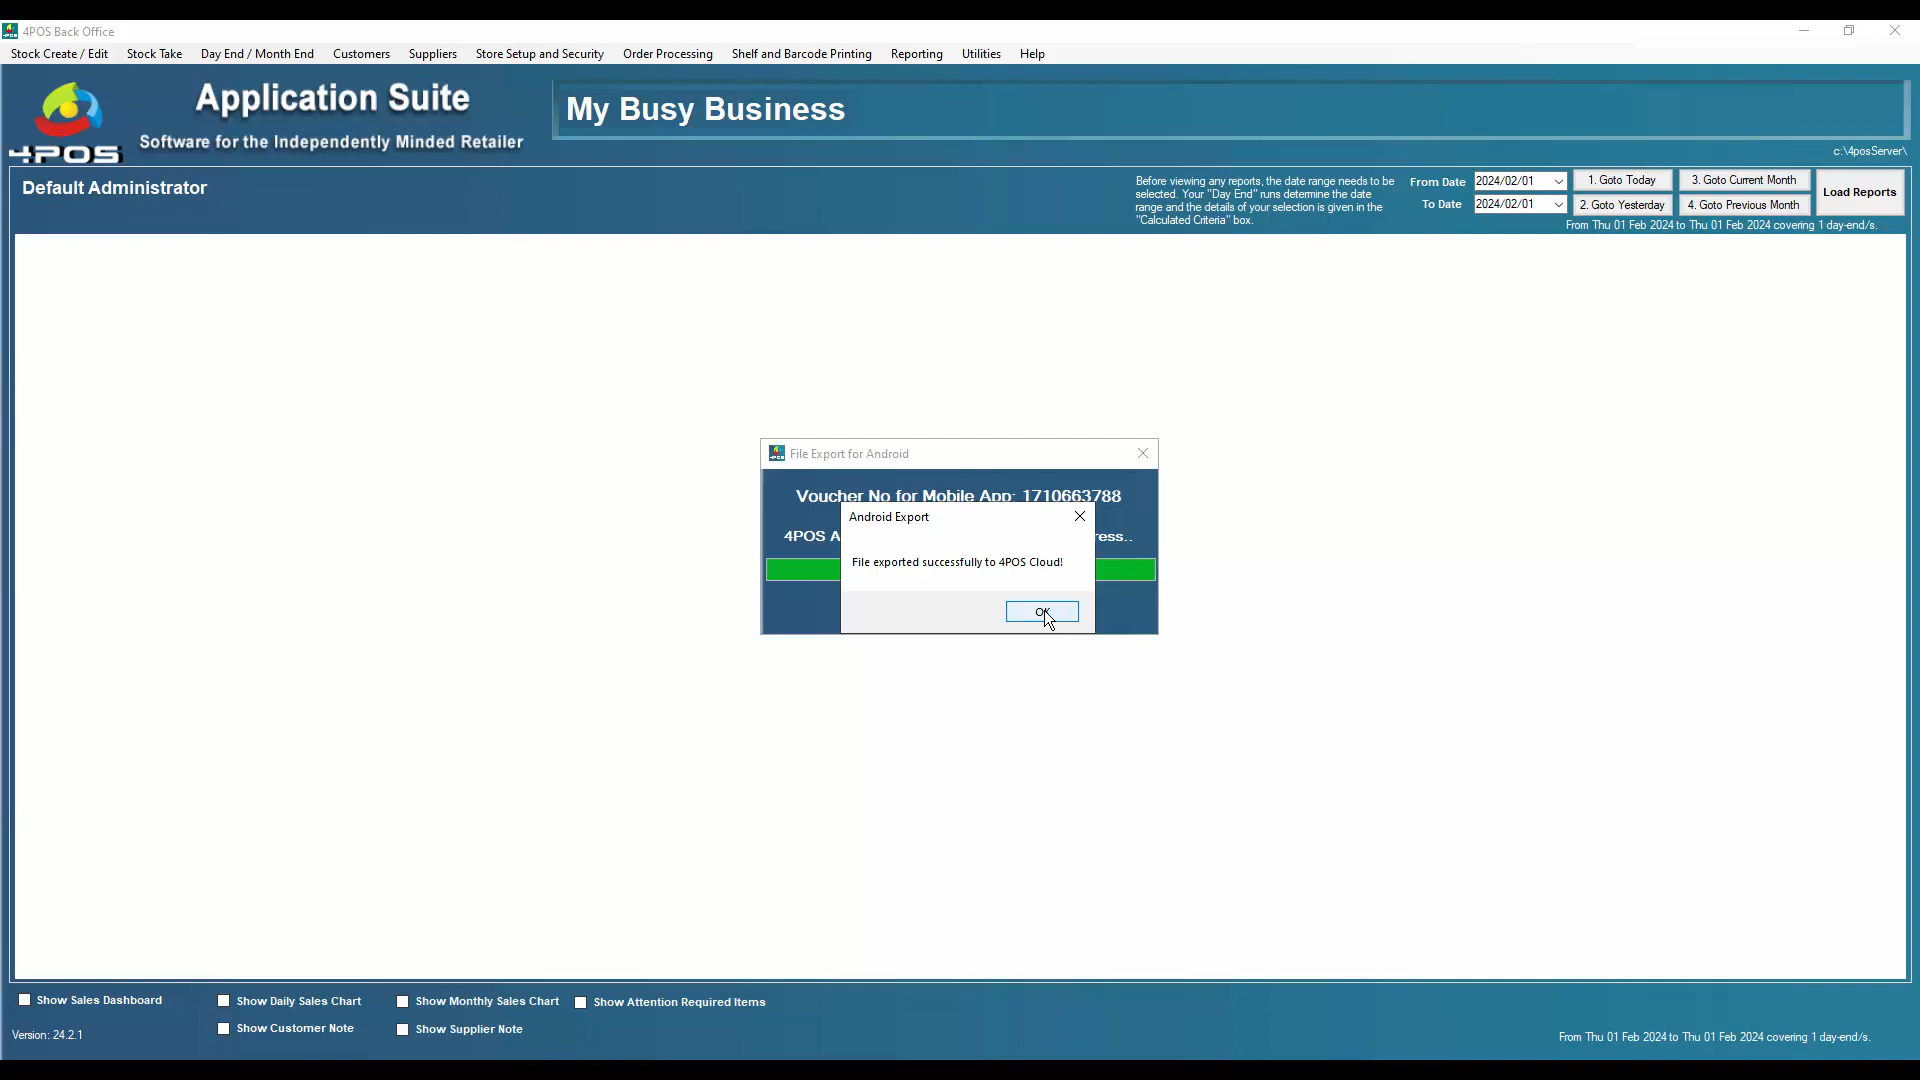 4POS Back Office
Stock Create / Edit Stock Take Day End / Month End Customers Suppliers Store Setup and Security Order Processing Shelf and Barcode Printing Reporting Utilities Help
4POS
Application Suite
Software for the Independently Minded Retailer
My Busy Business
c:\4posServer\
Default Administrator
Before viewing any reports, the date range needs to be
selected. Your "Day End" runs determine the date
range and the details of your selection is given in the
"Calculated Criteria" box.
From Date 2024/02/01 1. Goto Today 3. Goto Current Month
To Date 2024/02/01 2. Goto Yesterday 4. Goto Previous Month
Load Reports
From Thu 01 Feb 2024 to Thu 01 Feb 2024 covering 1 day-end/s.
File Export for Android
Voucher No for Mobile App: 1710663788
4POS
Android Export
File exported successfully to 4POS Cloud!
OK
Show Sales Dashboard Show Daily Sales Chart Show Monthly Sales Chart Show Attention Required Items
Show Customer Note Show Supplier Note
Version: 24.2.1
From Thu 01 Feb 2024 to Thu 01 Feb 2024 covering 1 day-end/s.